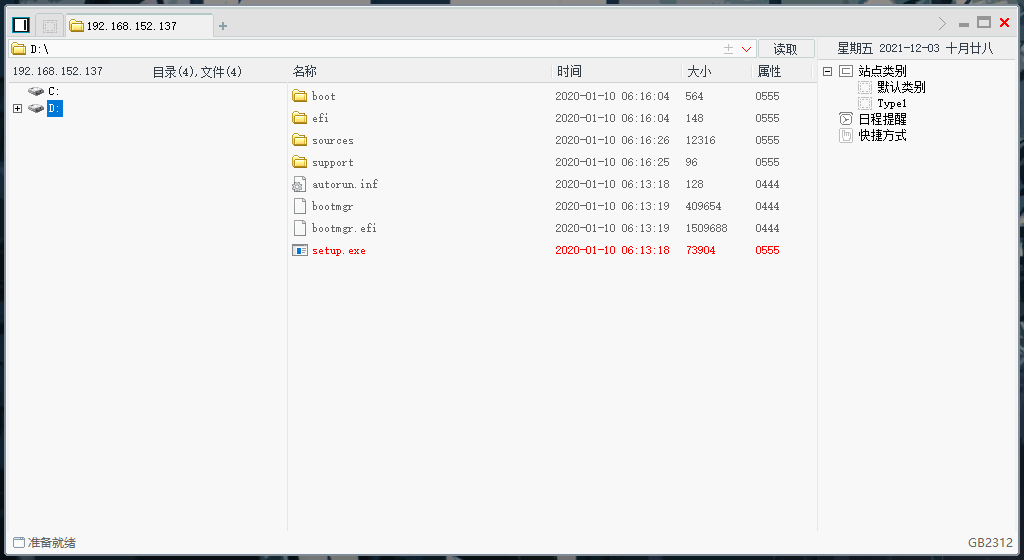 192.168.152.137
D:\
读取
星期五 2021-12-03 十月廿八
192.168.152.137 目录(4),文件(4)
名称 时间 大小 属性
C:
D:
boot 2020-01-10 06:16:04 564 0555
efi 2020-01-10 06:16:04 148 0555
sources 2020-01-10 06:16:26 12316 0555
support 2020-01-10 06:16:25 96 0555
autorun.inf 2020-01-10 06:13:18 128 0444
bootmgr 2020-01-10 06:13:19 409654 0444
bootmgr.efi 2020-01-10 06:13:19 1509688 0444
setup.exe 2020-01-10 06:13:18 73904 0555
站点类别
默认类别
Type1
日程提醒
快捷方式
准备就绪
GB2312